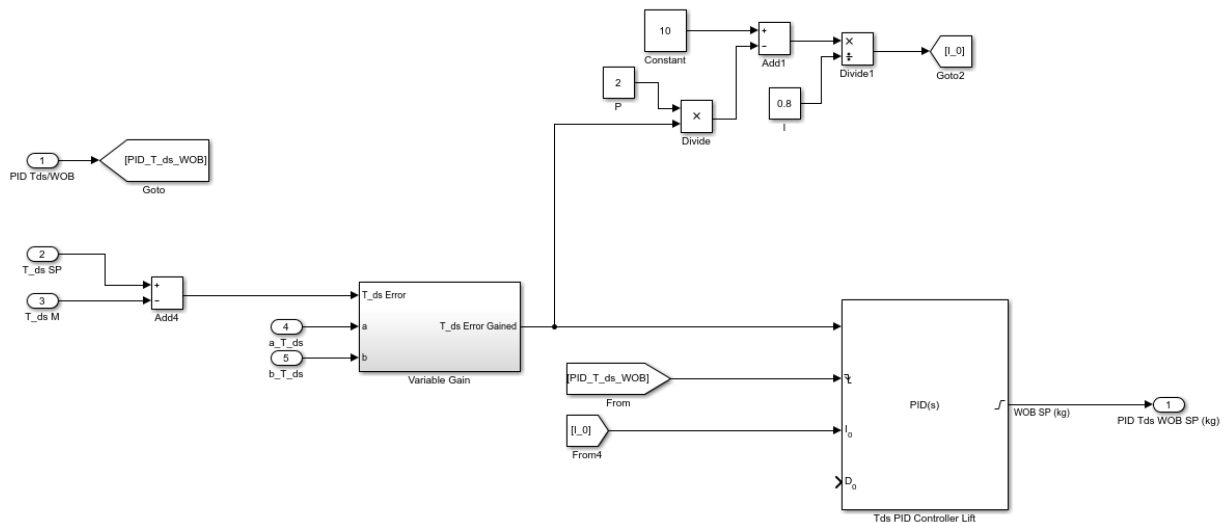 10
Constant
+
−
Add1
×
÷
Divide1
[I_0]
Goto2
2
P
×
Divide
0.8
I
1
PID Tds/WOB
[PID_T_ds_WOB]
Goto
2
T_ds SP
3
T_ds M
+
−
Add4
4
a_T_ds
5
b_T_ds
T_ds Error
a
b
T_ds Error Gained
Variable Gain
[PID_T_ds_WOB]
From
[I_0]
From4
PID(s)
I0
D0
Tds PID Controller Lift
WOB SP (kg)
1
PID Tds WOB SP (kg)